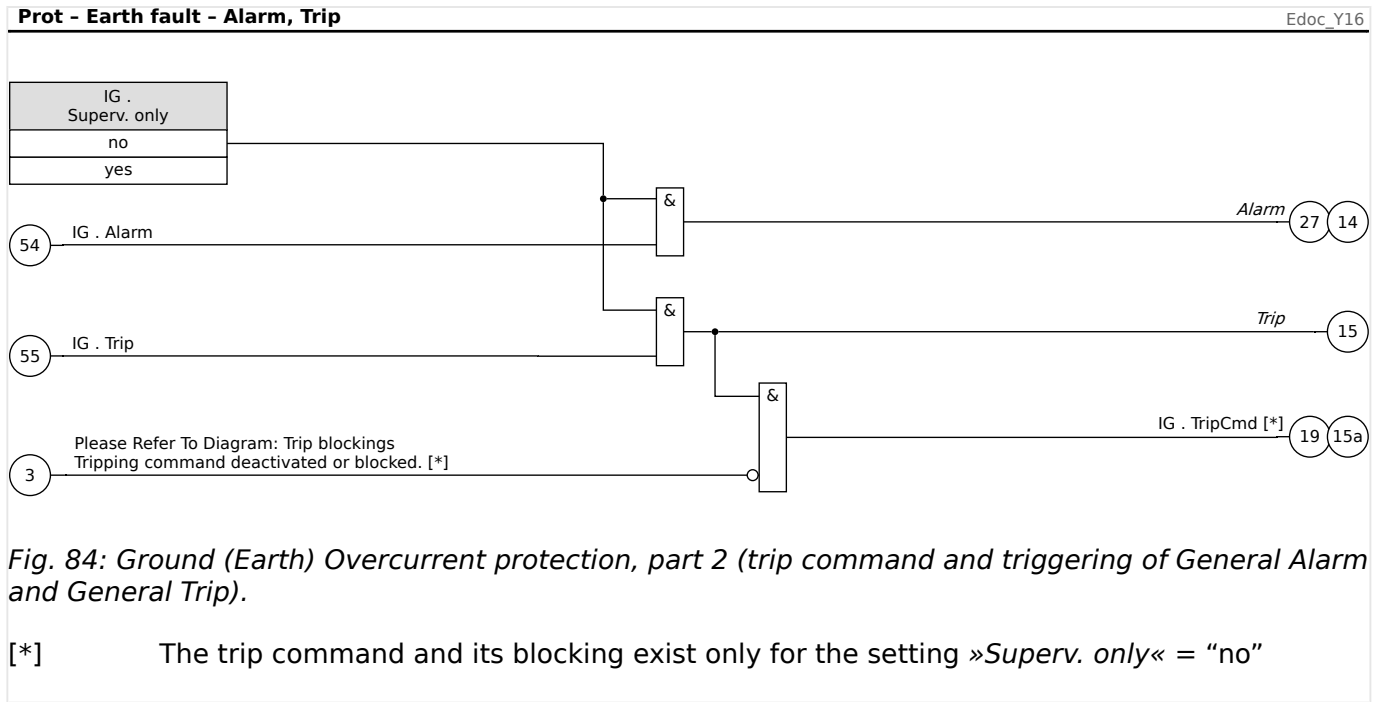 Prot – Earth fault – Alarm, Trip
Edoc_Y16
IG .
Superv. only
no
yes
&
Alarm
27
14
54
IG . Alarm
&
Trip
15
55
IG . Trip
&
IG . TripCmd [*]
19
15a
Please Refer To Diagram: Trip blockings
Tripping command deactivated or blocked. [*]
3
Fig. 84: Ground (Earth) Overcurrent protection, part 2 (trip command and triggering of General Alarm
and General Trip).
[*] The trip command and its blocking exist only for the setting »Superv. only« = “no”